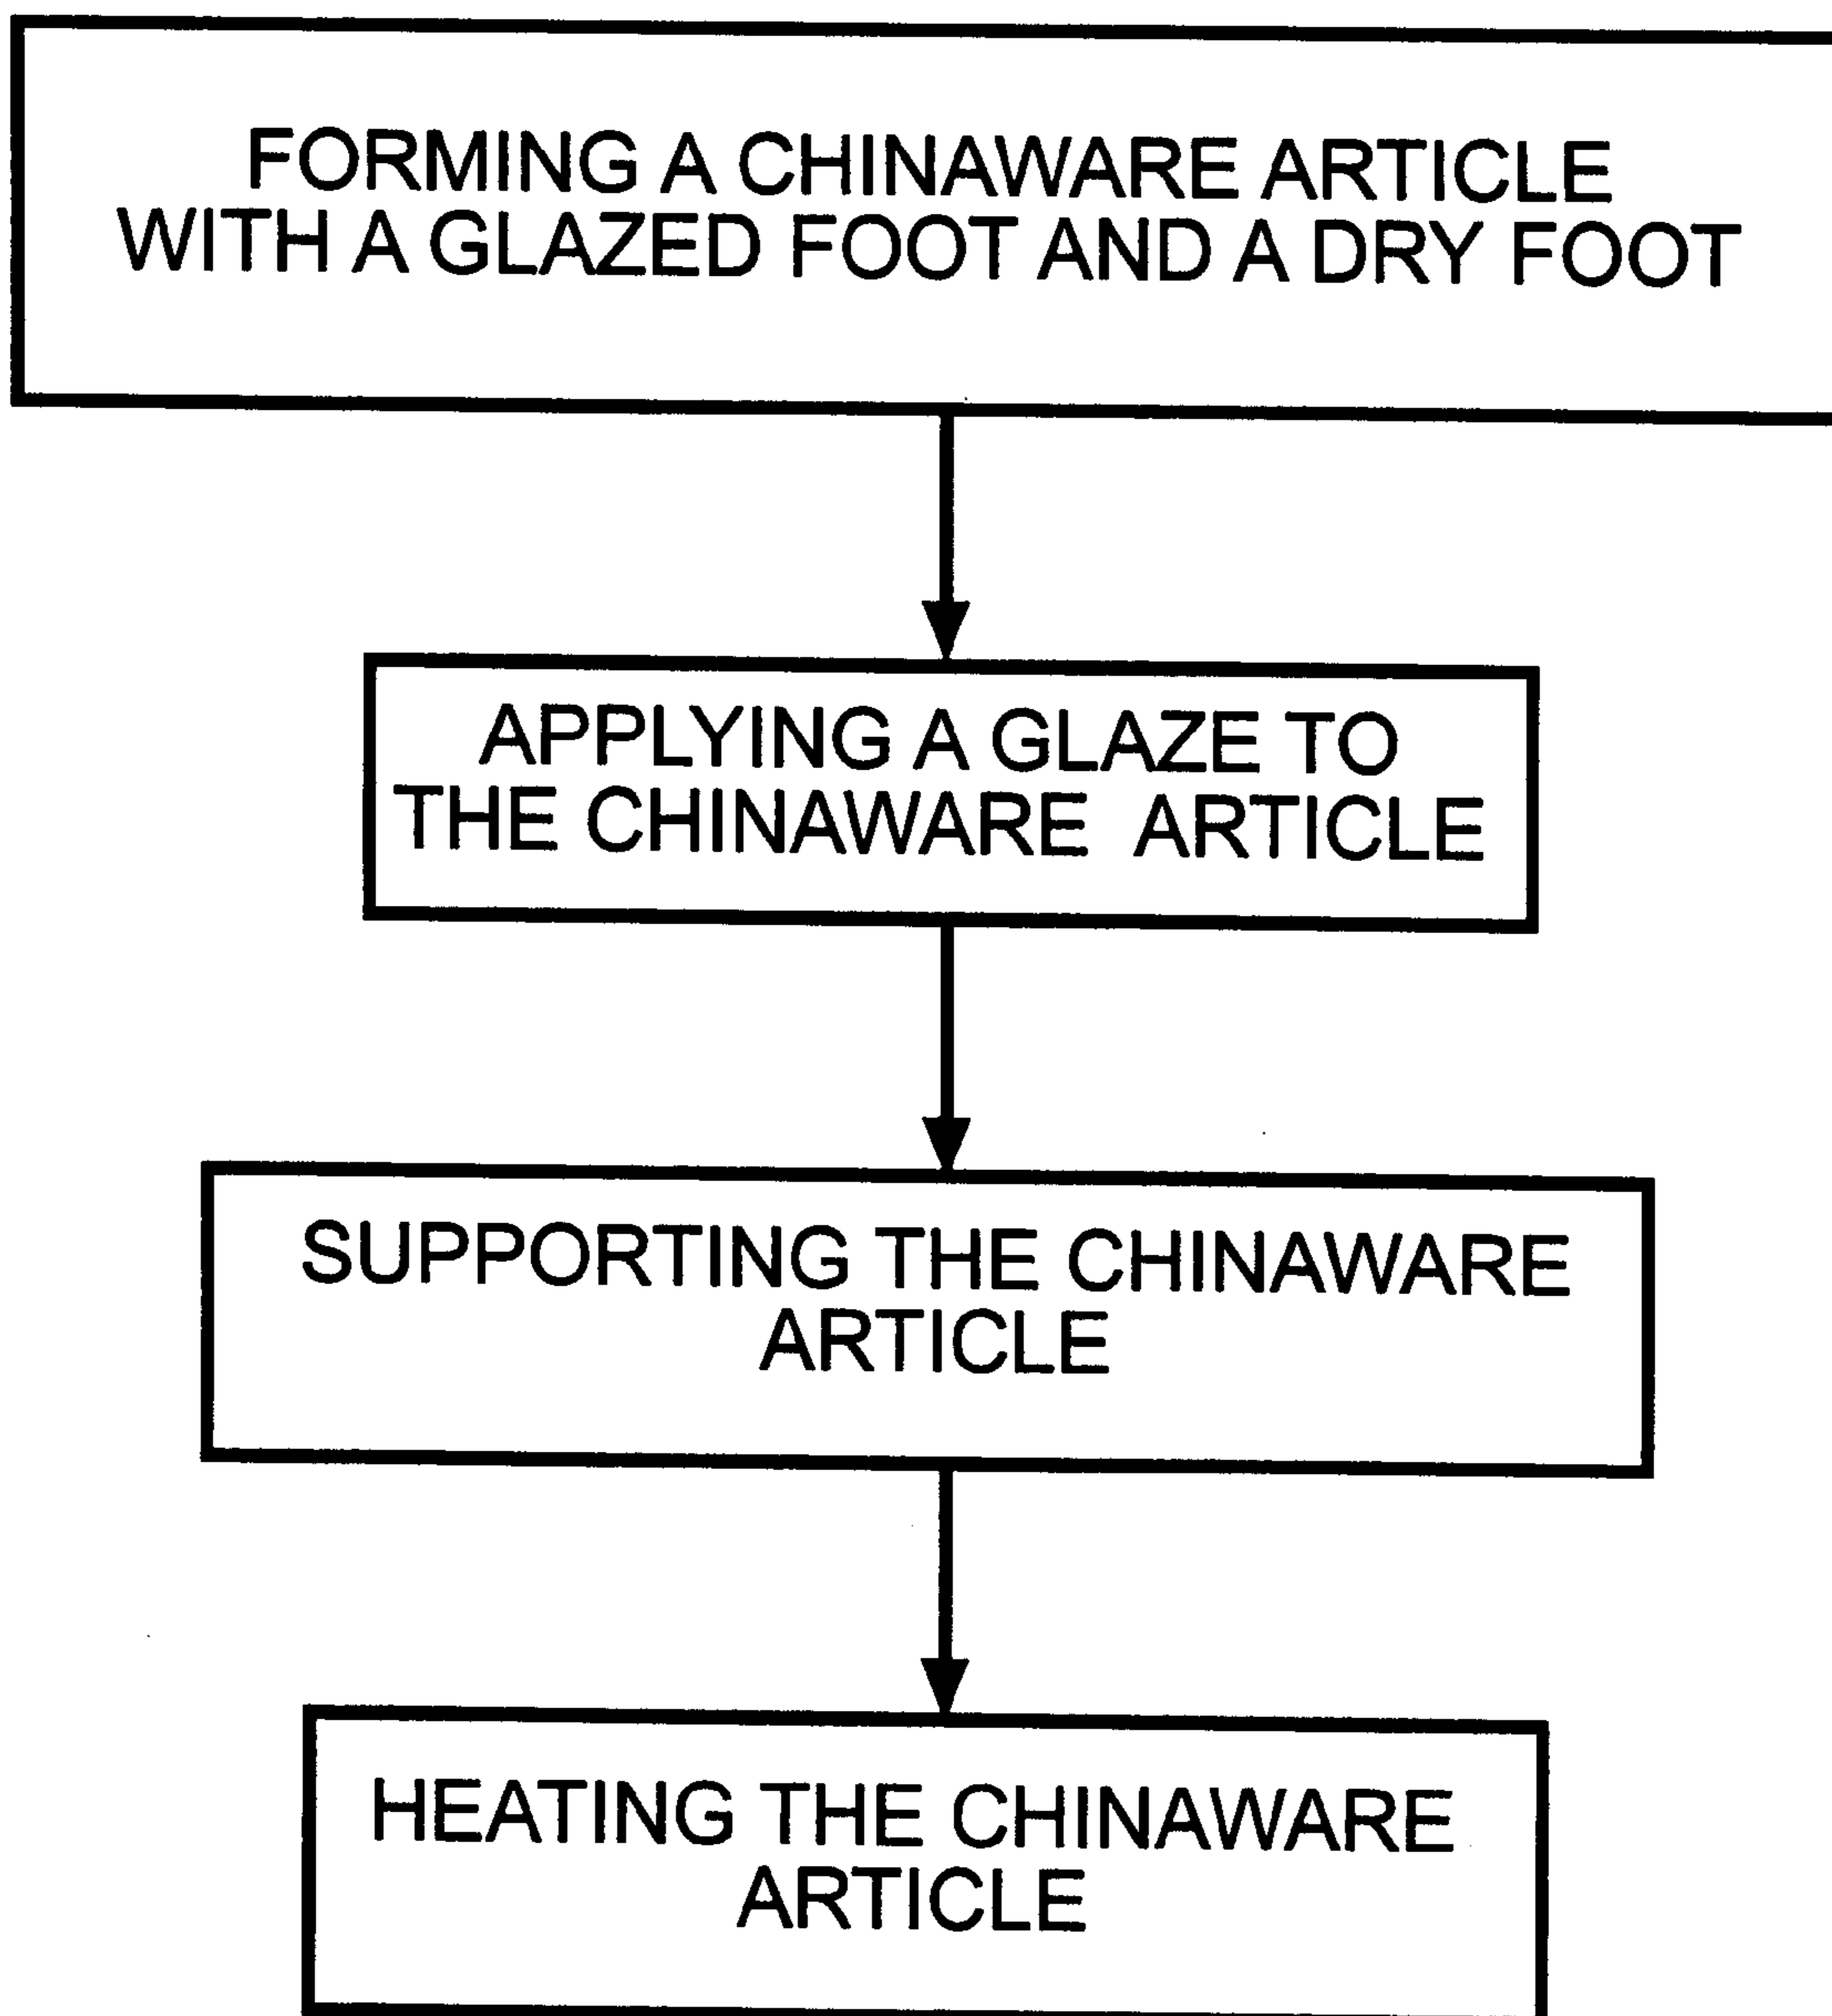 FORMING A CHINAWARE ARTICLE
WITH A GLAZED FOOT AND A DRY FOOT
APPLYING A GLAZE TO
THE CHINAWARE ARTICLE
SUPPORTING THE CHINAWARE
ARTICLE
HEATING THE CHINAWARE
ARTICLE